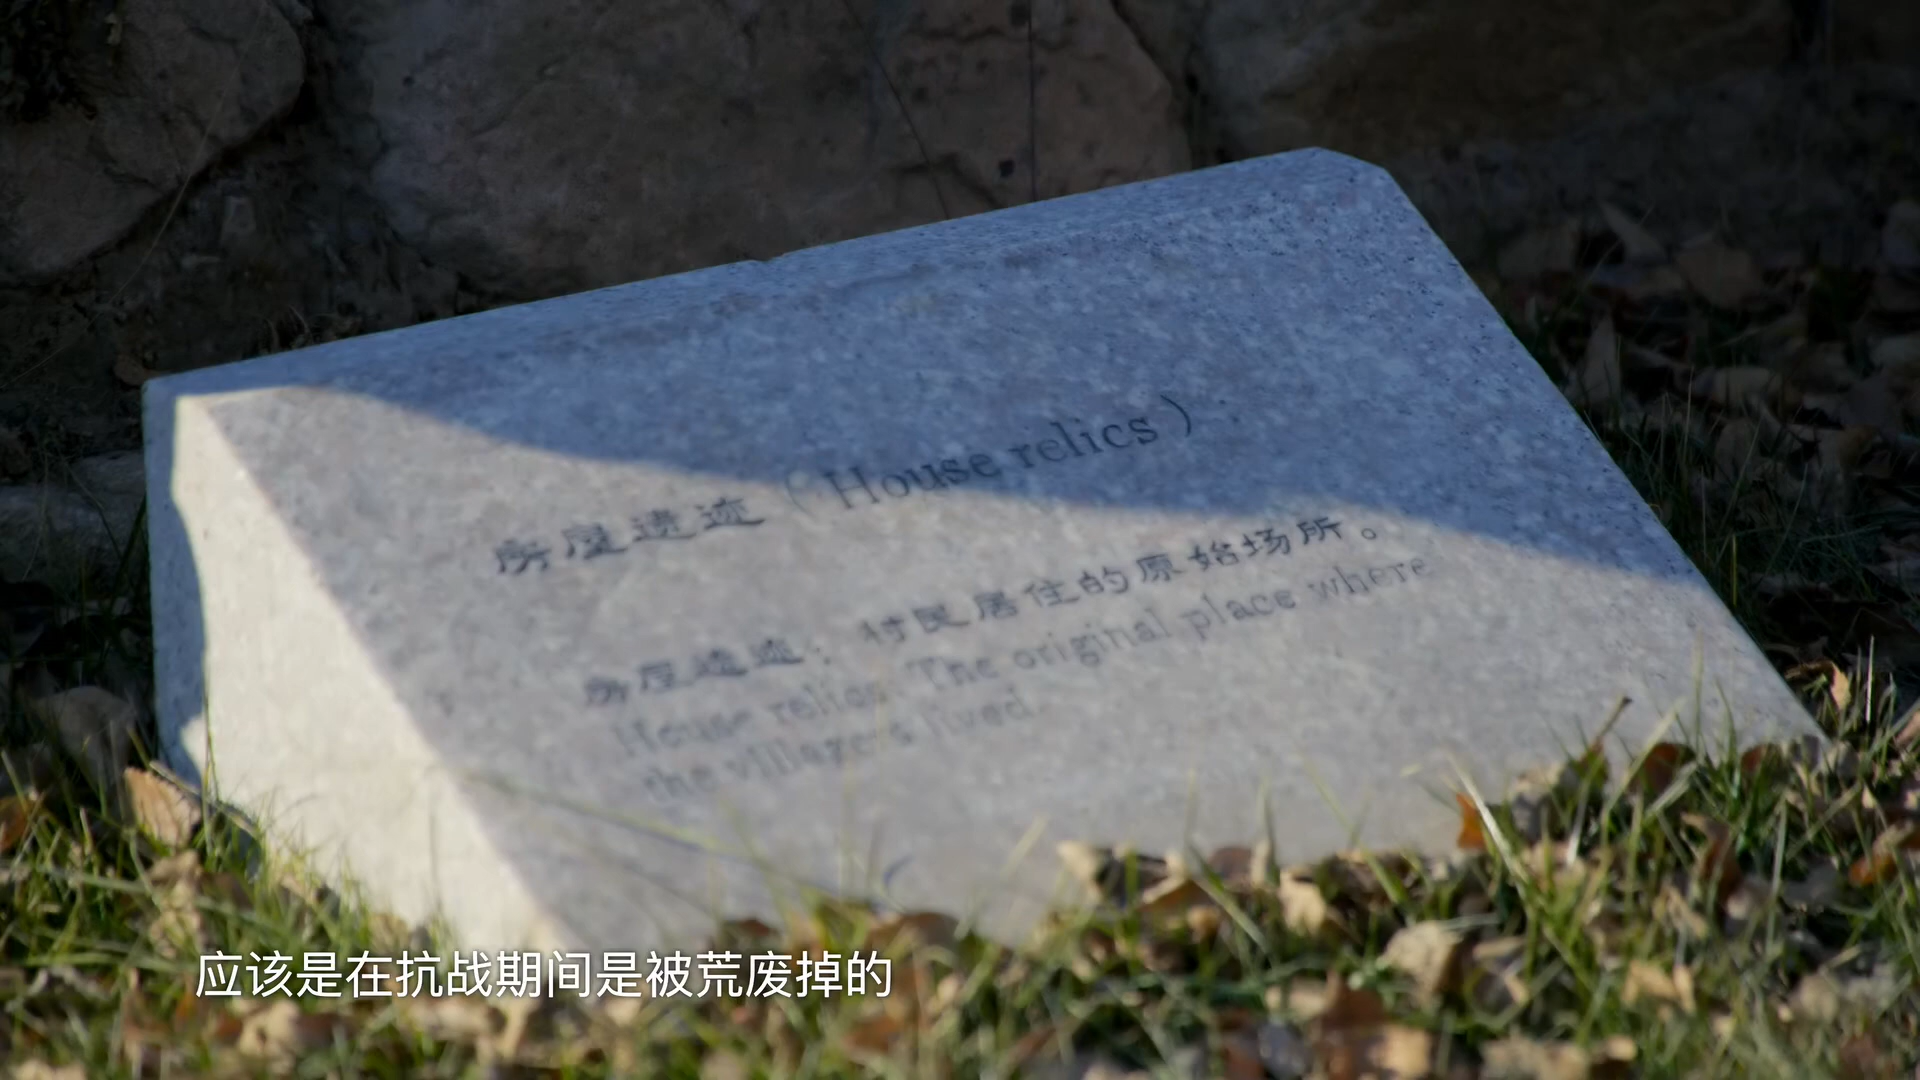 房屋遗迹（House relics）
房屋遗迹：村民居住的原始场所。
House relics: The original place where
the villagers lived.
应该是在抗战期间是被荒废掉的